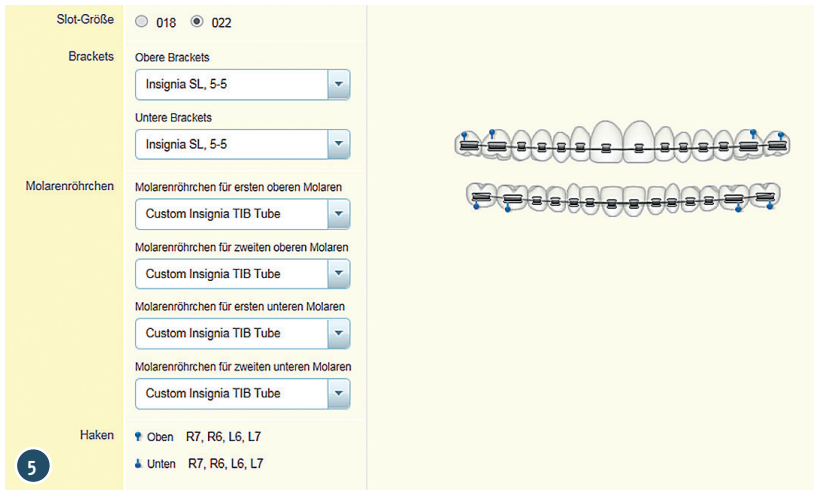 Slot-Größe
018 022
Brackets
Obere Brackets
Insignia SL, 5-5
Untere Brackets
Insignia SL, 5-5
Molarenröhrchen
Molarenröhrchen für ersten oberen Molaren
Custom Insignia TIB Tube
Molarenröhrchen für zweiten oberen Molaren
Custom Insignia TIB Tube
Molarenröhrchen für ersten unteren Molaren
Custom Insignia TIB Tube
Molarenröhrchen für zweiten unteren Molaren
Custom Insignia TIB Tube
Haken
Oben R7, R6, L6, L7
Unten R7, R6, L6, L7
5